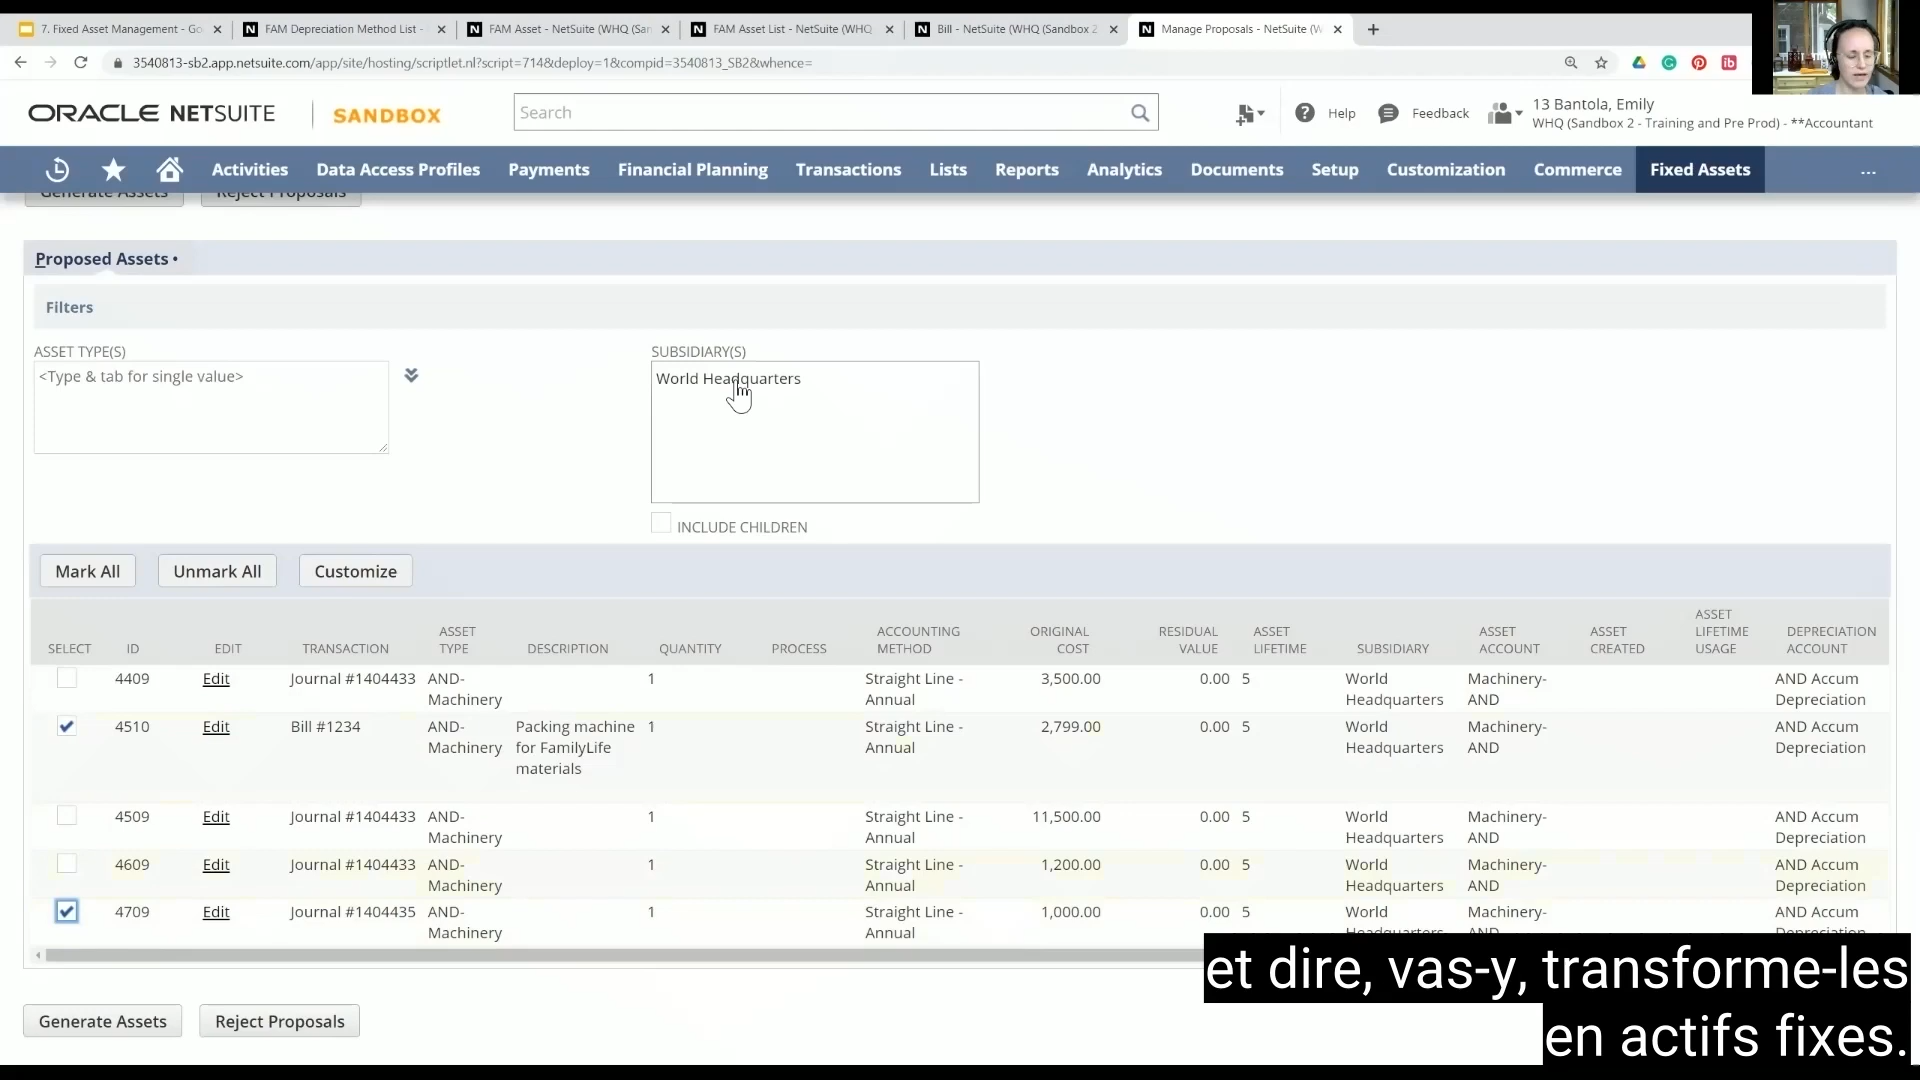 7. Fixed Asset Management - Go
FAM Depreciation Method List -
FAM Asset - NetSuite (WHQ (San
FAM Asset List - NetSuite (WHQ
Bill - NetSuite (WHQ (Sandbox 2
Manage Proposals - NetSuite (W
3540813-sb2.app.netsuite.com/app/site/hosting/scriptlet.nl?script=714&deploy=1&compid=3540813_SB2&whence=
ORACLE NETSUITE
SANDBOX
Search
Help
Feedback
13 Bantola, Emily
WHQ (Sandbox 2 - Training and Pre Prod) - **Accountant
Activities
Data Access Profiles
Payments
Financial Planning
Transactions
Lists
Reports
Analytics
Documents
Setup
Customization
Commerce
Fixed Assets
...
Generate Assets
Reject Proposals
Proposed Assets •
Filters
ASSET TYPE(S)
<Type & tab for single value>
SUBSIDIARY(S)
World Headquarters
INCLUDE CHILDREN
Mark All
Unmark All
Customize
SELECT ID EDIT TRANSACTION ASSET TYPE DESCRIPTION QUANTITY PROCESS ACCOUNTING METHOD ORIGINAL COST RESIDUAL VALUE ASSET LIFETIME SUBSIDIARY ASSET ACCOUNT ASSET CREATED ASSET LIFETIME USAGE DEPRECIATION ACCOUNT
4409 Edit Journal #1404433 AND- 1 Straight Line - 3,500.00 0.00 5 World Machinery- AND Accum
Machinery Annual Headquarters AND Depreciation
4510 Edit Bill #1234 AND- Packing machine 1 Straight Line - 2,799.00 0.00 5 World Machinery- AND Accum
Machinery for FamilyLife Annual Headquarters AND Depreciation
materials
4509 Edit Journal #1404433 AND- 1 Straight Line - 11,500.00 0.00 5 World Machinery- AND Accum
Machinery Annual Headquarters AND Depreciation
4609 Edit Journal #1404433 AND- 1 Straight Line - 1,200.00 0.00 5 World Machinery- AND Accum
Machinery Annual Headquarters AND Depreciation
4709 Edit Journal #1404435 AND- 1 Straight Line - 1,000.00 0.00 5 World Machinery- AND Accum
Machinery Annual Headquarters AND Depreciation
Generate Assets
Reject Proposals
et dire, vas-y, transforme-les
en actifs fixes.